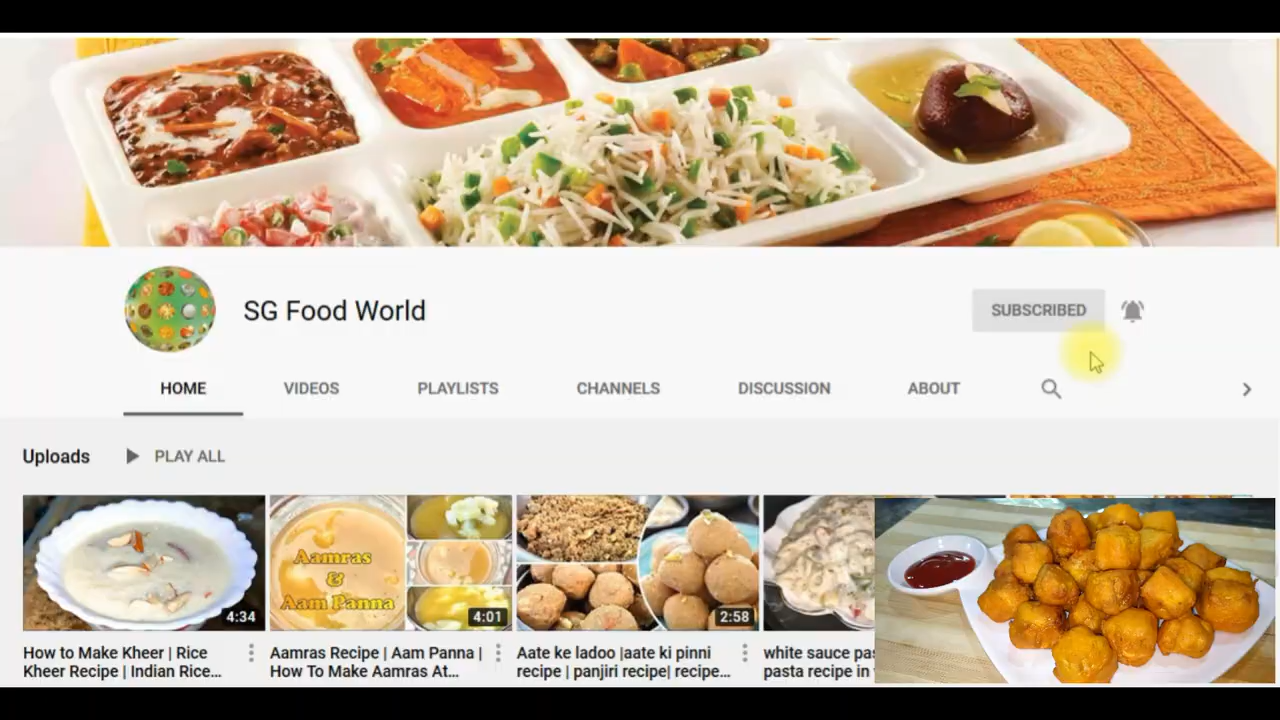 SG Food World
SUBSCRIBED
HOME
VIDEOS
PLAYLISTS
CHANNELS
DISCUSSION
ABOUT
Uploads
PLAY ALL
Aamras
&
Aam Panna
4:34
4:01
2:58
How to Make Kheer | Rice
Kheer Recipe | Indian Rice...
Aamras Recipe | Aam Panna |
How To Make Aamras At...
Aate ke ladoo |aate ki pinni
recipe | panjiri recipe| recipe...
white sauce pas
pasta recipe in